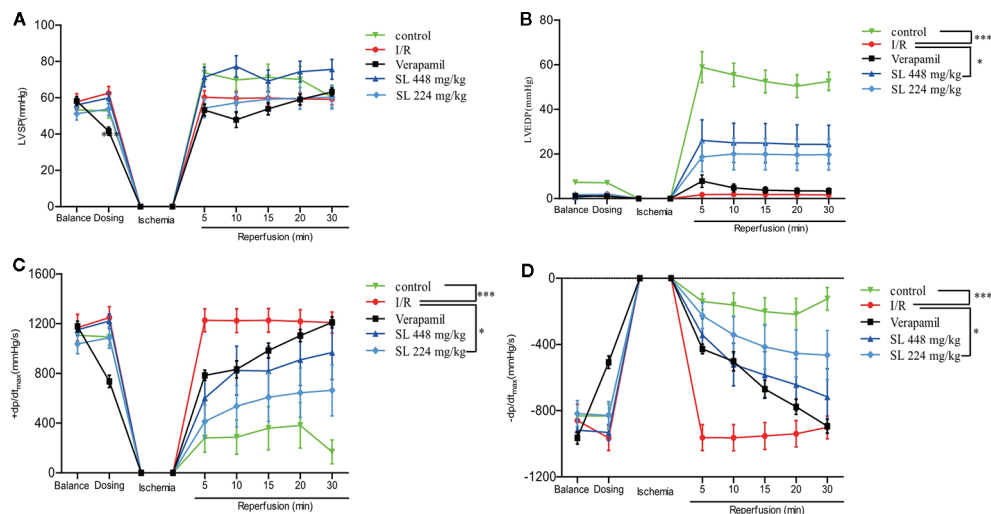 A
80
60
40
20
0
LVSP(mmHg)
Balance Dosing Ischemia 5 10 15 20 30
Reperfusion (min)
control
I/R
Verapamil
SL 448 mg/kg
SL 224 mg/kg
B
80
60
40
20
0
LVEDP(mmHg)
Balance Dosing Ischemia 5 10 15 20 30
Reperfusion (min)
control
I/R
Verapamil
SL 448 mg/kg
SL 224 mg/kg
***
*
C
1600
1200
800
400
0
+dp/dtmax(mmHg/s)
Balance Dosing Ischemia 5 10 15 20 30
Reperfusion (min)
control
I/R
Verapamil
SL 448 mg/kg
SL 224 mg/kg
***
*
D
0
-400
-800
-1200
-dp/dtmax(mmHg/s)
Balance Dosing Ischemia 5 10 15 20 30
Reperfusion (min)
control
I/R
Verapamil
SL 448 mg/kg
SL 224 mg/kg
***
*